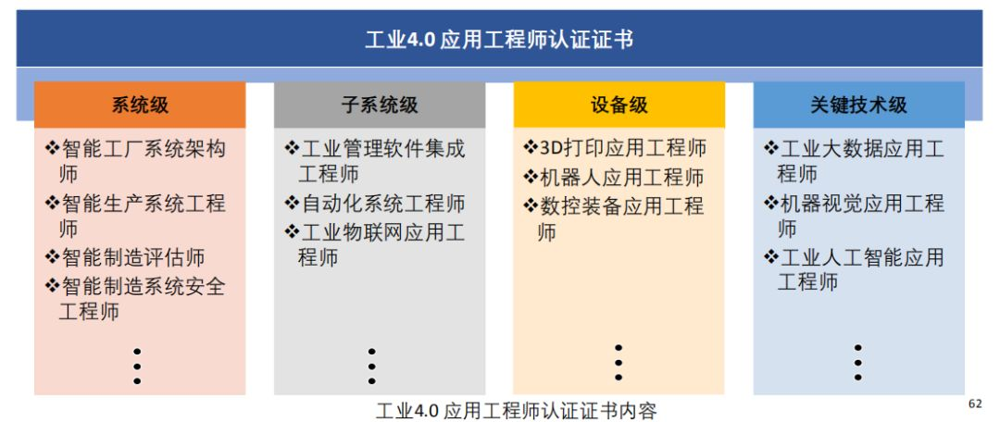 工业4.0 应用工程师认证证书
系统级
❖智能工厂系统架构
师
❖智能生产系统工程
师
❖智能制造评估师
❖智能制造系统安全
工程师
子系统级
❖工业管理软件集成
工程师
❖自动化系统工程师
❖工业物联网应用工
程师
设备级
❖3D打印应用工程师
❖机器人应用工程师
❖数控装备应用工程
师
关键技术级
❖工业大数据应用工
程师
❖机器视觉应用工程
师
❖工业人工智能应用
工程师
工业4.0 应用工程师认证证书内容
62